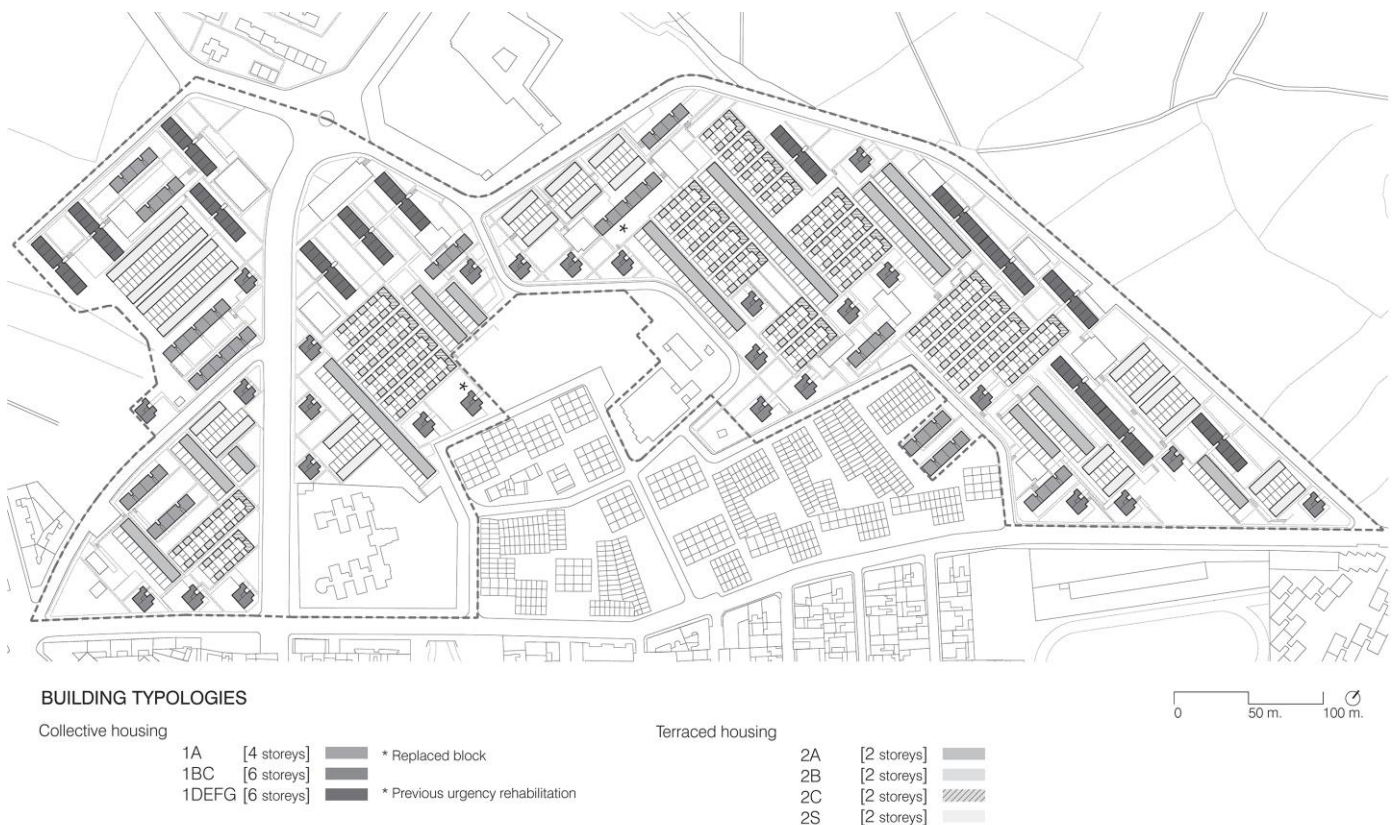 *
*
BUILDING TYPOLOGIES
0 50 m. 100 m.
Collective housing
1A [4 storeys] * Replaced block
1BC [6 storeys]
1DEFG [6 storeys] * Previous urgency rehabilitation
Terraced housing
2A [2 storeys]
2B [2 storeys]
2C [2 storeys]
2S [2 storeys]